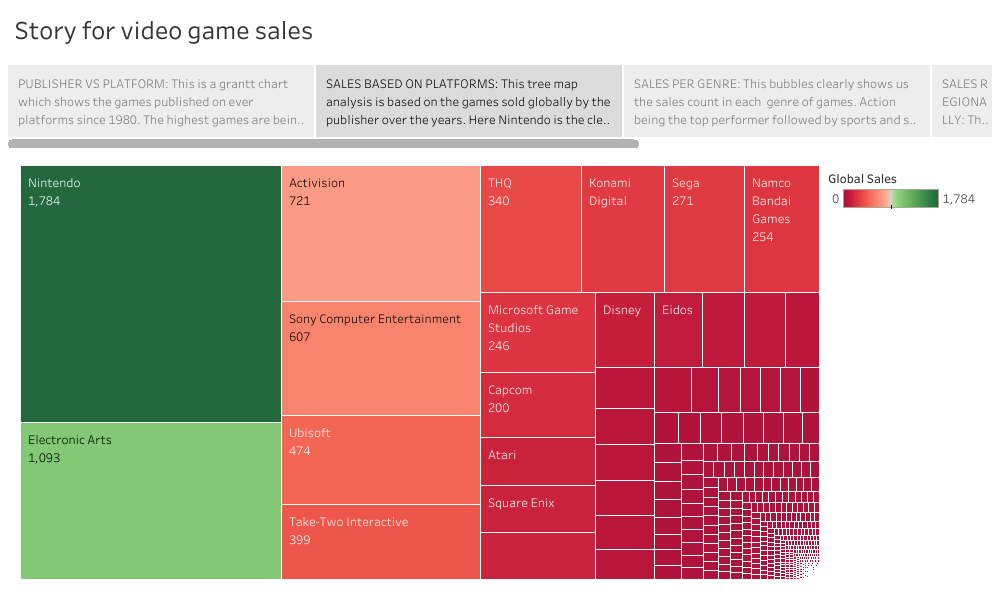 Story for video game sales
PUBLISHER VS PLATFORM: This is a grantt chart
which shows the games published on ever
platforms since 1980. The highest games are bein..
SALES BASED ON PLATFORMS: This tree map
analysis is based on the games sold globally by the
publisher over the years. Here Nintendo is the cle..
SALES PER GENRE: This bubbles clearly shows us
the sales count in each genre of games. Action
being the top performer followed by sports and s..
SALES R
EGIONA
LLY: Th..
Nintendo
1,784
Electronic Arts
1,093
Activision
721
Sony Computer Entertainment
607
Ubisoft
474
Take-Two Interactive
399
THQ
340
Konami
Digital
Sega
271
Namco
Bandai
Games
254
Microsoft Game
Studios
246
Capcom
200
Atari
Square Enix
Disney
Eidos
Global Sales
0
1,784